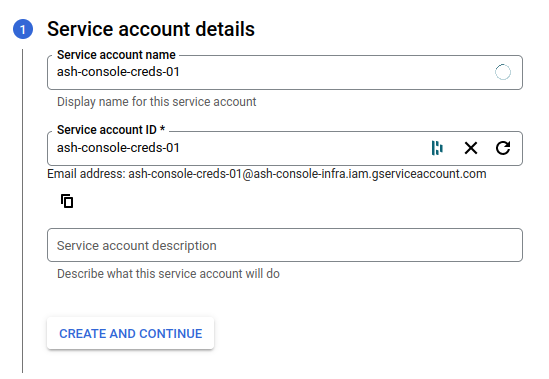 1 Service account details
Service account name
ash-console-creds-01
Display name for this service account
Service account ID *
ash-console-creds-01
Email address: ash-console-creds-01@ash-console-infra.iam.gserviceaccount.com
Service account description
Describe what this service account will do
CREATE AND CONTINUE